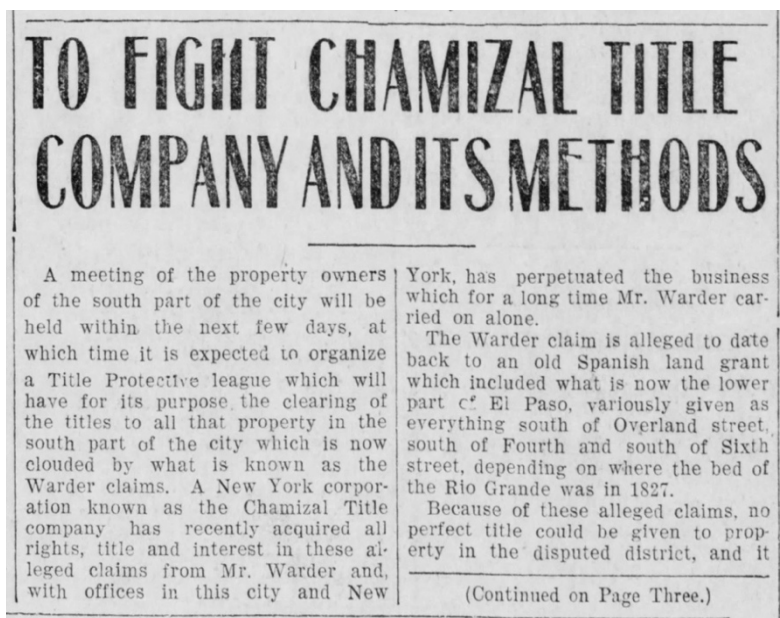 TO FIGHT CHAMIZAL TITLE
COMPANY AND ITS METHODS
A meeting of the property owners
of the south part of the city will be
held within the next few days, at
which time it is expected to organize
a Title Protective league which will
have for its purpose the clearing of
the titles to all that property in the
south part of the city which is now
clouded by what is known as the
Warder claims. A New York corpor-
ation known as the Chamizal Title
company has recently acquired all
rights, title and interest in these al-
leged claims from Mr. Warder and,
with offices in this city and New
York, has perpetuated the business
which for a long time Mr. Warder car-
ried on alone.
The Warder claim is alleged to date
back to an old Spanish land grant
which included what is now the lower
part of El Paso, variously given as
everything south of Overland street,
south of Fourth and south of Sixth
street, depending on where the bed of
the Rio Grande was in 1827.
Because of these alleged claims, no
perfect title could be given to prop-
erty in the disputed district, and it
(Continued on Page Three.)